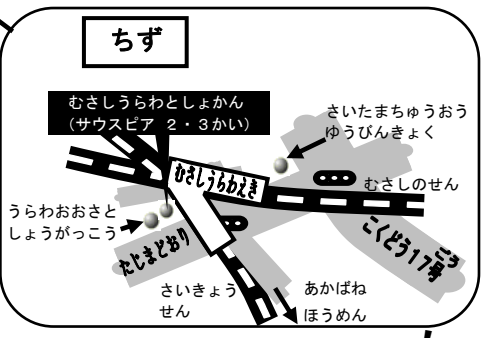 ちず
むさしうらわとしょかん
(サウスピア ２・３かい)
さいたまちゅうおう
ゆうびんきょく
むさしうらわえき
むさしのせん
うらわおおさと
しょうがっこう
たじまどおり
こくどう17号
ごう
さいきょう
せん
あかばね
ほうめん